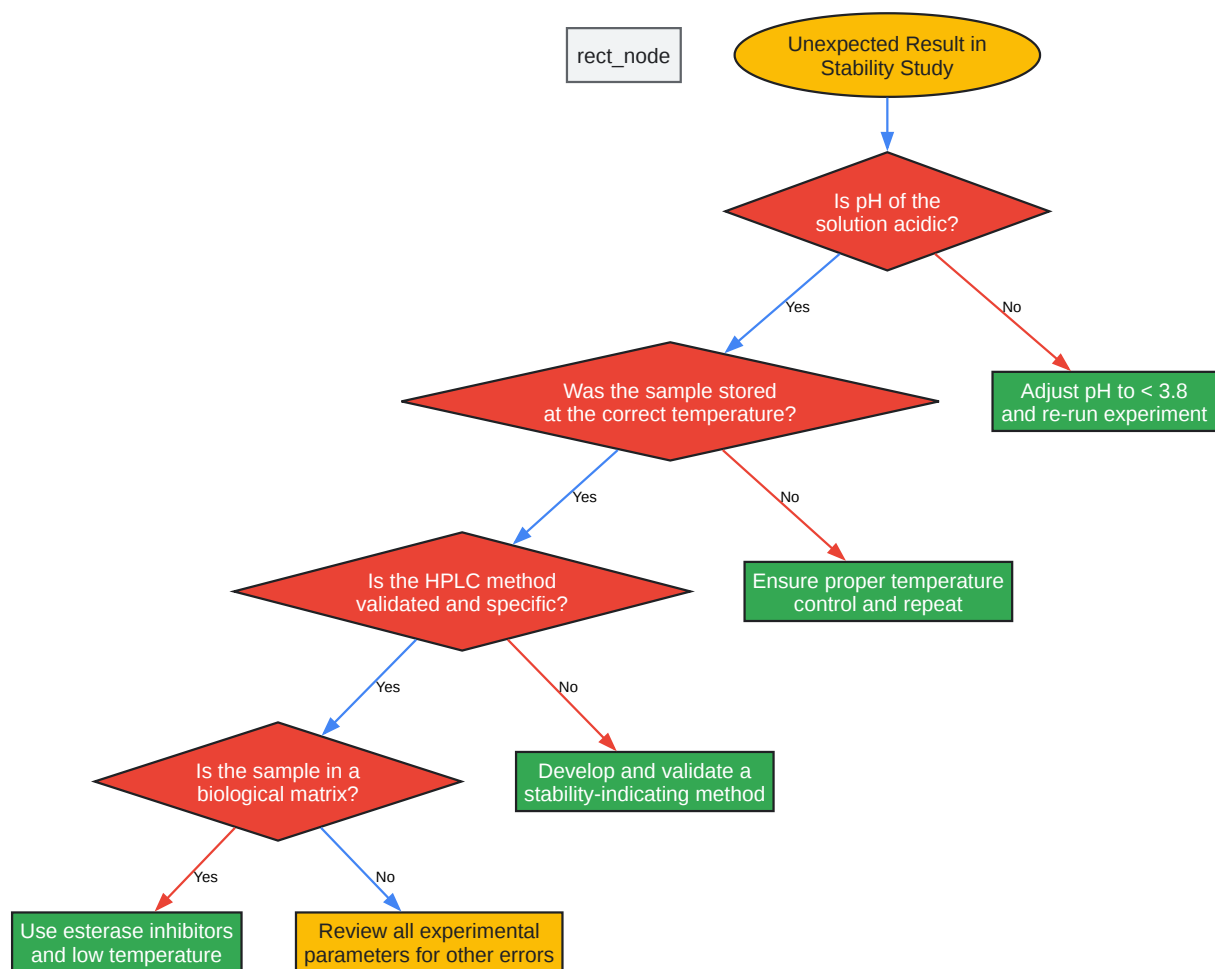 rect_node
Unexpected Result in
Stability Study
Is pH of the
solution acidic?
Yes
No
Was the sample stored
at the correct temperature?
Adjust pH to < 3.8
and re-run experiment
Yes
No
Is the HPLC method
validated and specific?
Ensure proper temperature
control and repeat
Yes
No
Is the sample in a
biological matrix?
Develop and validate a
stability-indicating method
Yes
No
Use esterase inhibitors
and low temperature
Review all experimental
parameters for other errors